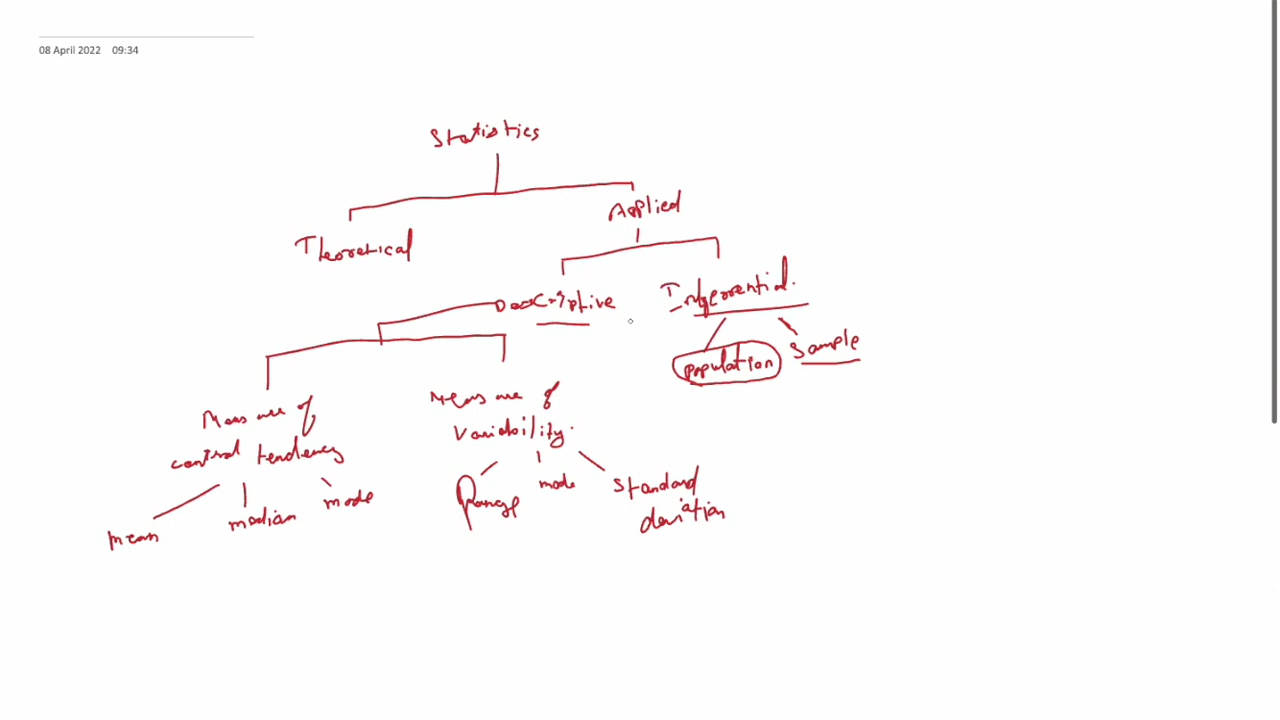 08 April 2022 09:34
Statistics
Applied
Theoretical
Descriptive
Inferential.
population
Sample
Measure of
central tendency
Measure of
Variability.
mean
median
mode
Range
mode
Standard
deviation